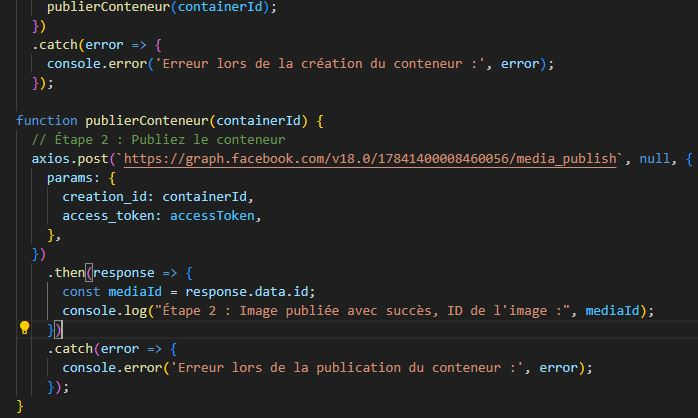 publierConteneur(containerId);
})
.catch(error => {
console.error('Erreur lors de la création du conteneur :', error);
});
function publierConteneur(containerId) {
// Étape 2 : Publiez le conteneur
axios.post(`https://graph.facebook.com/v18.0/17841400008460056/media_publish`, null, {
params: {
creation_id: containerId,
access_token: accessToken,
},
})
.then(response => {
const mediaId = response.data.id;
console.log("Étape 2 : Image publiée avec succès, ID de l'image :", mediaId);
})
.catch(error => {
console.error('Erreur lors de la publication du conteneur :', error);
});
}